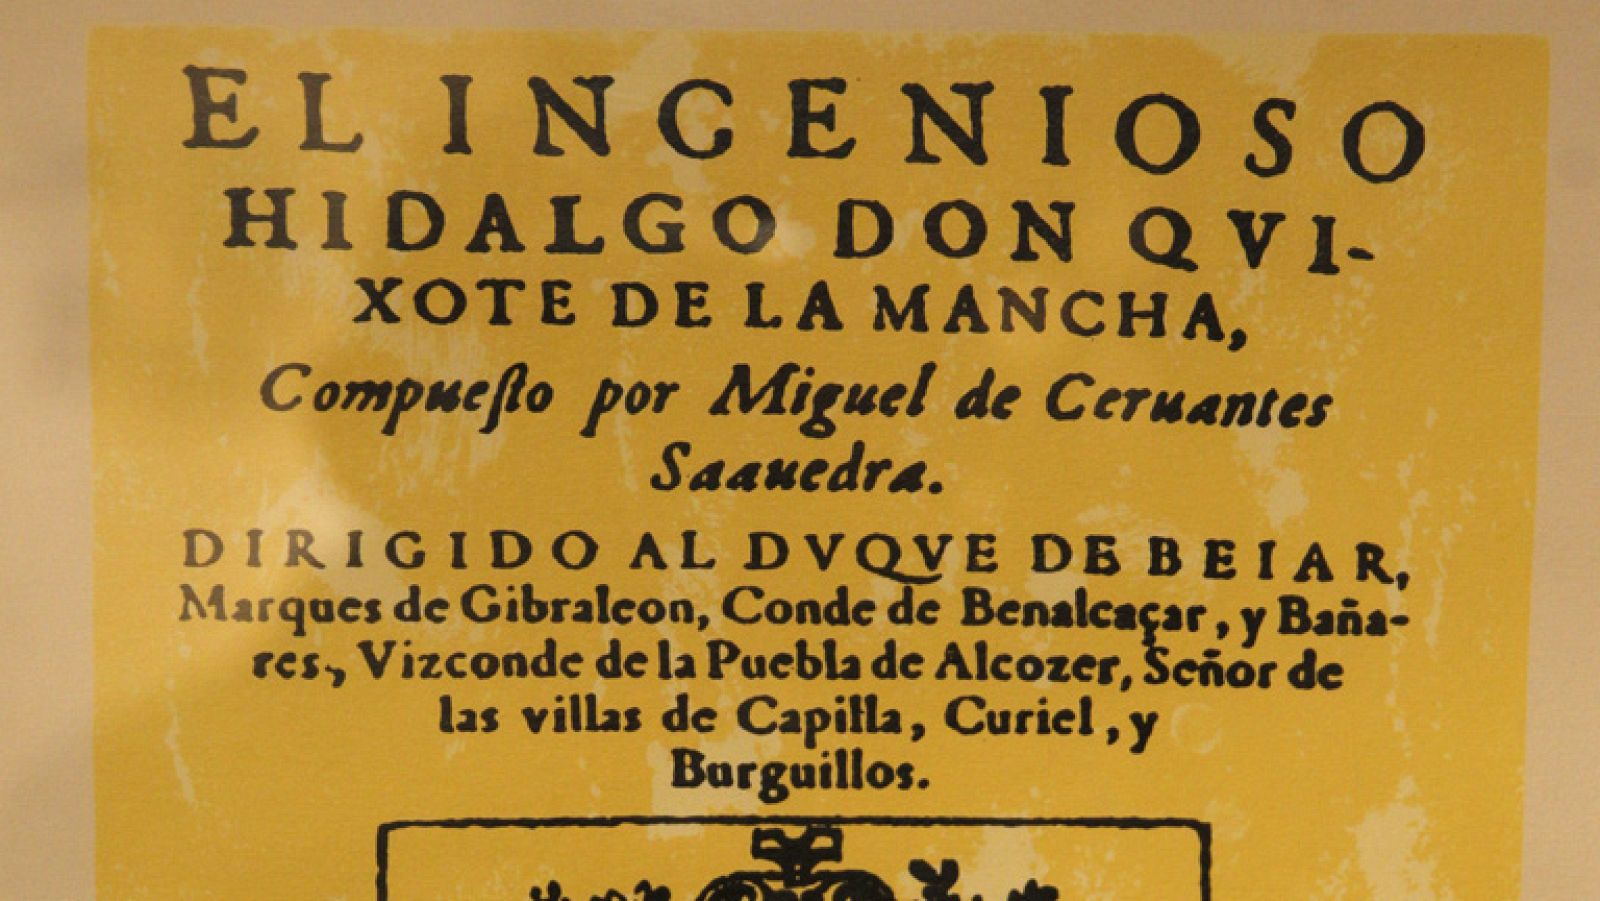 EL INGENIOSO
HIDALGO DON QVI-
XOTE DE LA MANCHA,
Compueſto por Miguel de Ceruantes
Saauedra.
DIRIGIDO AL DVQVE DE BEIAR,
Marques de Gibraleon, Conde de Benalcaçar, y Baña-
res, Vizconde de la Puebla de Alcozer, Señor de
las villas de Capilla, Curiel, y
Burguillos.